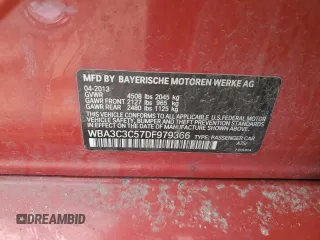 MFD BY BAYERISCHE MOTOREN WERKE AG
04-2013
GVWR 4508 lbs 2045 kg
GAWR FRONT 2127 lbs 965 kg
GAWR REAR 2480 lbs 1125 kg
THIS VEHICLE CONFORMS TO ALL APPLICABLE U.S. FEDERAL
MOTOR VEHICLE SAFETY, BUMPER AND THEFT PREVENTION
STANDARDS IN EFFECT ON THE DATE OF
MANUFACTURE SHOWN ABOVE
WBA3C3C57DF979366
TYPE: PASSENGER CAR
DREAMBID